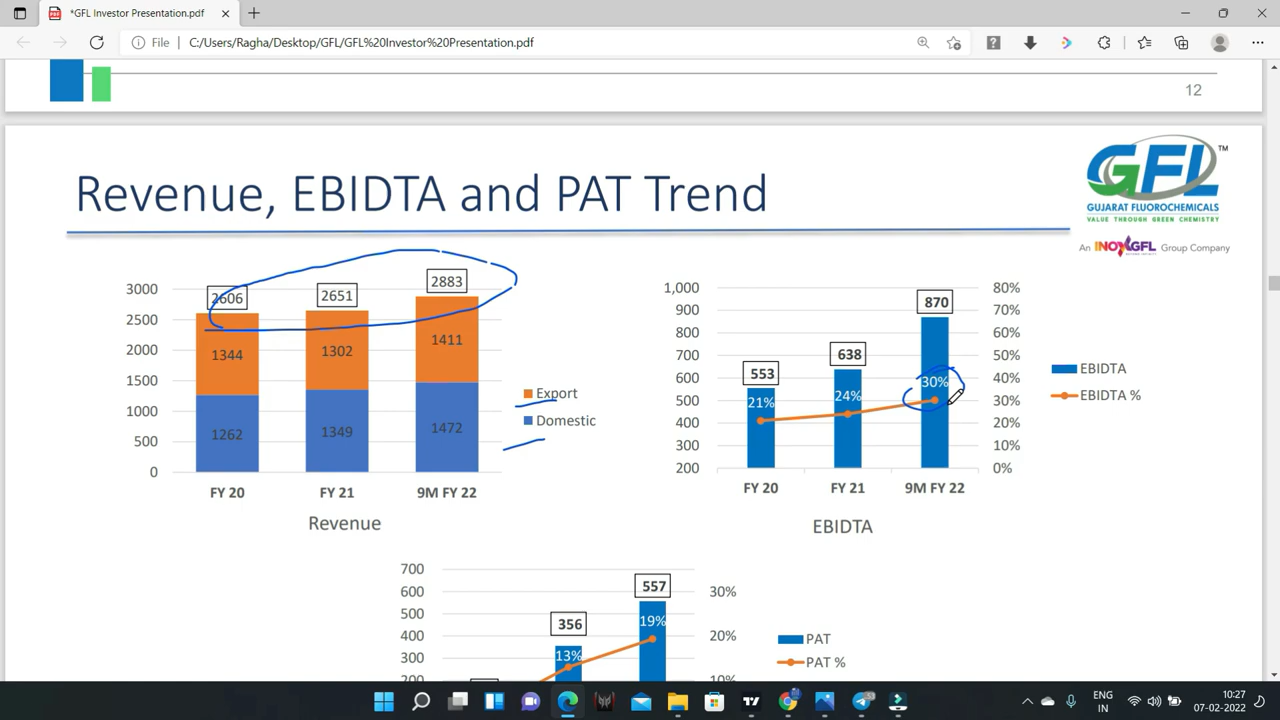 *GFL Investor Presentation.pdf
File C:/Users/Ragha/Desktop/GFL/GFL%20Investor%20Presentation.pdf
12
Revenue, EBIDTA and PAT Trend
GFL TM
GUJARAT FLUOROCHEMICALS
VALUE THROUGH GREEN CHEMISTRY
An INOXGFL Group Company
3000
2500
2000
1500
1000
500
0
2606
2651
2883
1344
1302
1411
1262
1349
1472
FY 20
FY 21
9M FY 22
Export
Domestic
Revenue
1,000
900
800
700
600
500
400
300
200
553
638
870
21%
24%
30%
80%
70%
60%
50%
40%
30%
20%
10%
0%
FY 20
FY 21
9M FY 22
EBIDTA
EBIDTA %
EBIDTA
700
600
500
400
300
200
356
557
13%
19%
30%
20%
10%
PAT
PAT %
ENG
IN
10:27
07-02-2022